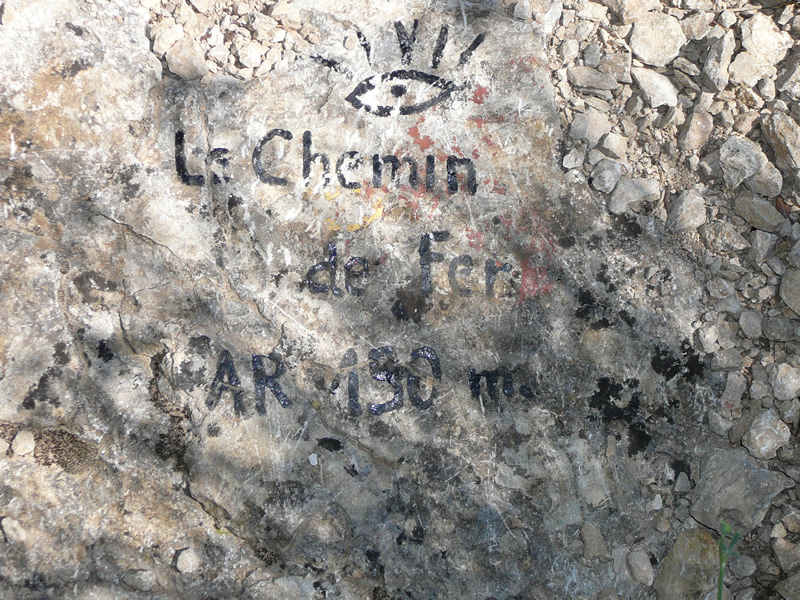 Le Chemin
de Fer
AR 130 m.